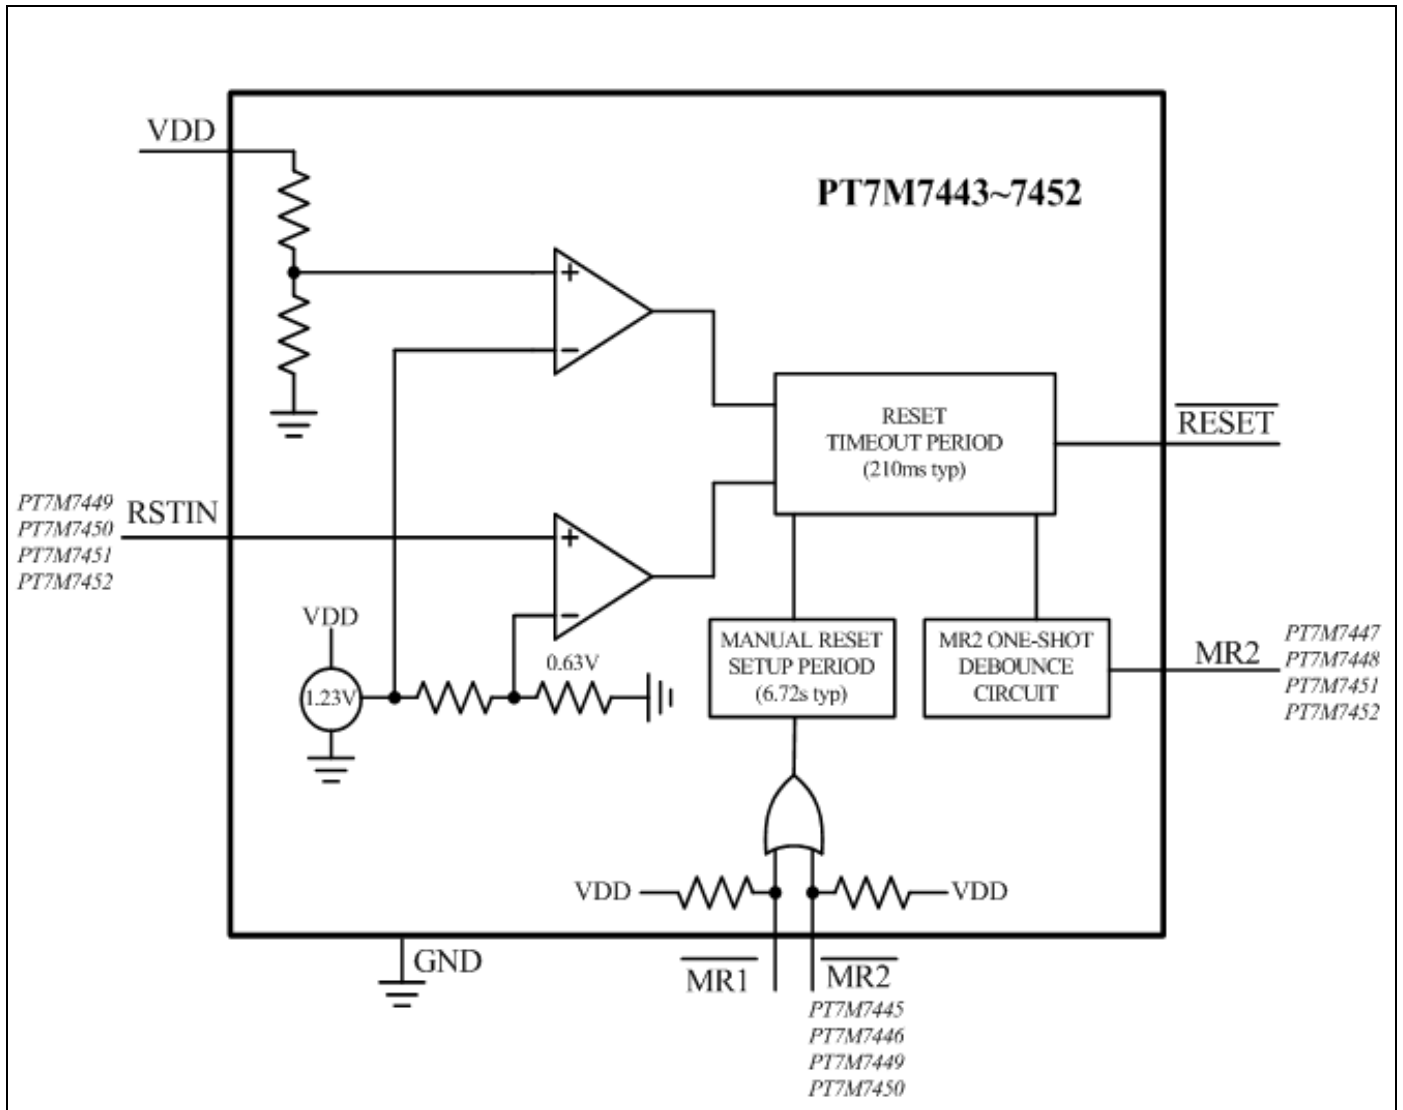 VDD
PT7M7443~7452
+
−
RESET
TIMEOUT PERIOD
(210ms typ)
RESET
PT7M7449
PT7M7450
PT7M7451
PT7M7452
RSTIN
+
−
VDD
1.23V
0.63V
MANUAL RESET
SETUP PERIOD
(6.72s typ)
MR2 ONE-SHOT
DEBOUNCE
CIRCUIT
MR2
PT7M7447
PT7M7448
PT7M7451
PT7M7452
VDD
VDD
GND
MR1
MR2
PT7M7445
PT7M7446
PT7M7449
PT7M7450